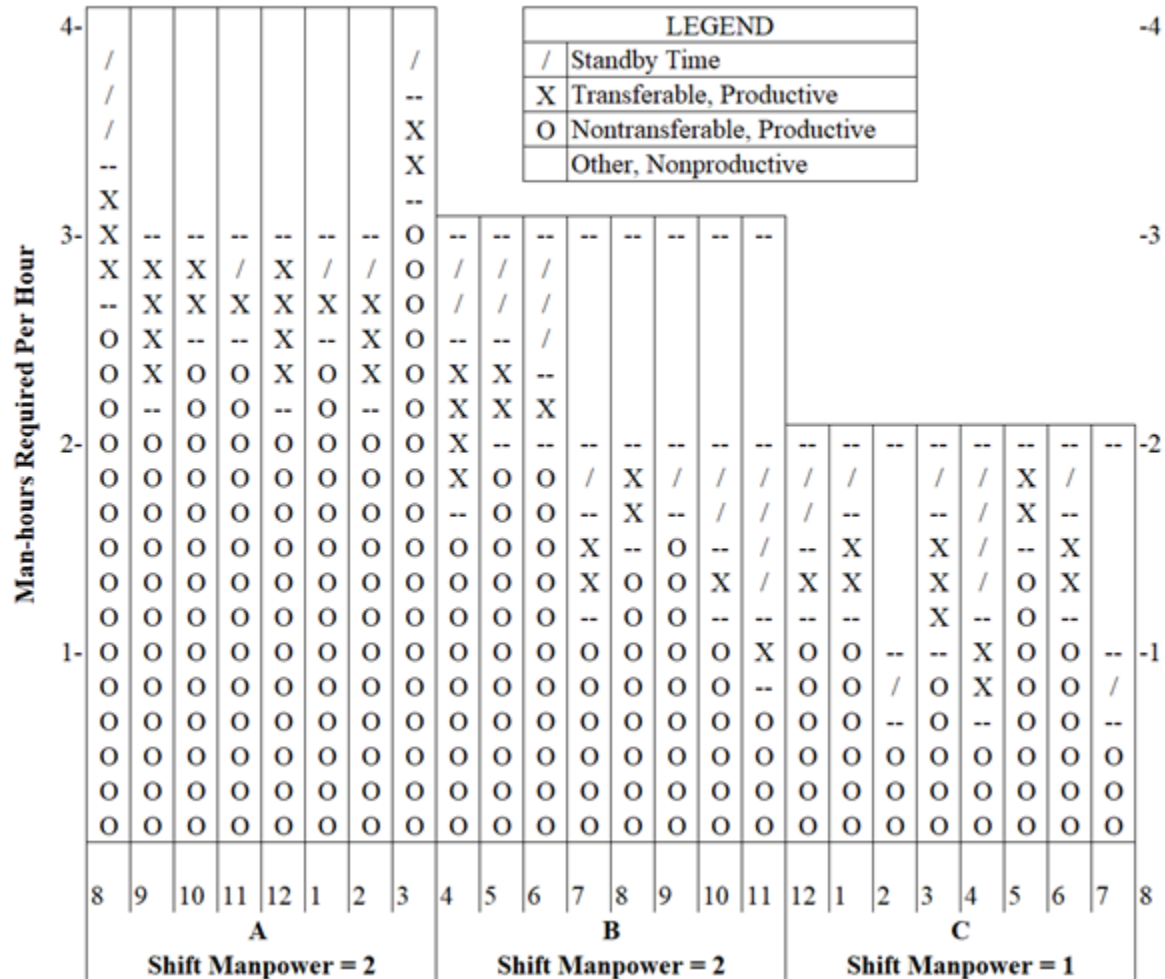 4- LEGEND -4
/ / / Standby Time
/ -- X Transferable, Productive
/ X O Nontransferable, Productive
-- X Other, Nonproductive
X --
3- X -- -- -- -- -- -- O -- -- -- -- -- -- -- -- -3
X X X / X / / O / / /
-- X X X X X X O / / /
O X -- -- X -- X O -- -- /
O X O O X O X O X X --
O -- O O -- O -- O X X X
2- O O O O O O O O X -- -- -- -- -- -- -- -- -- -- -- -- -- -- -- -2
O O O O O O O O X O O / X / / / / / / / X /
O O O O O O O O -- O O -- X -- / / / -- -- / X --
O O O O O O O O O O O X -- O -- / -- X X / -- X
O O O O O O O O O O O X O O X / X X X / O X
O O O O O O O O O O O -- O O -- -- -- -- X -- O --
1- O O O O O O O O O O O O O O O X O O -- -- X O O -- -1
O O O O O O O O O O O O O O O -- O O / O X O O /
O O O O O O O O O O O O O O O O O O -- O -- O O --
O O O O O O O O O O O O O O O O O O O O O O O O
O O O O O O O O O O O O O O O O O O O O O O O O
O O O O O O O O O O O O O O O O O O O O O O O O
Man-hours Required Per Hour
8 9 10 11 12 1 2 3 4 5 6 7 8 9 10 11 12 1 2 3 4 5 6 7 8
A B C
Shift Manpower = 2 Shift Manpower = 2 Shift Manpower = 1